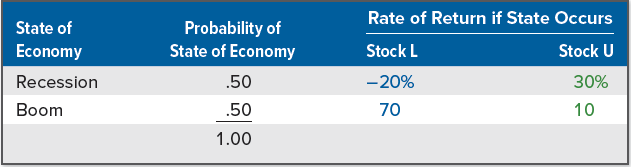 State of Economy Probability of State of Economy Rate of Return if State Occurs
Stock L Stock U
Recession .50 –20% 30%
Boom .50 70 10
1.00